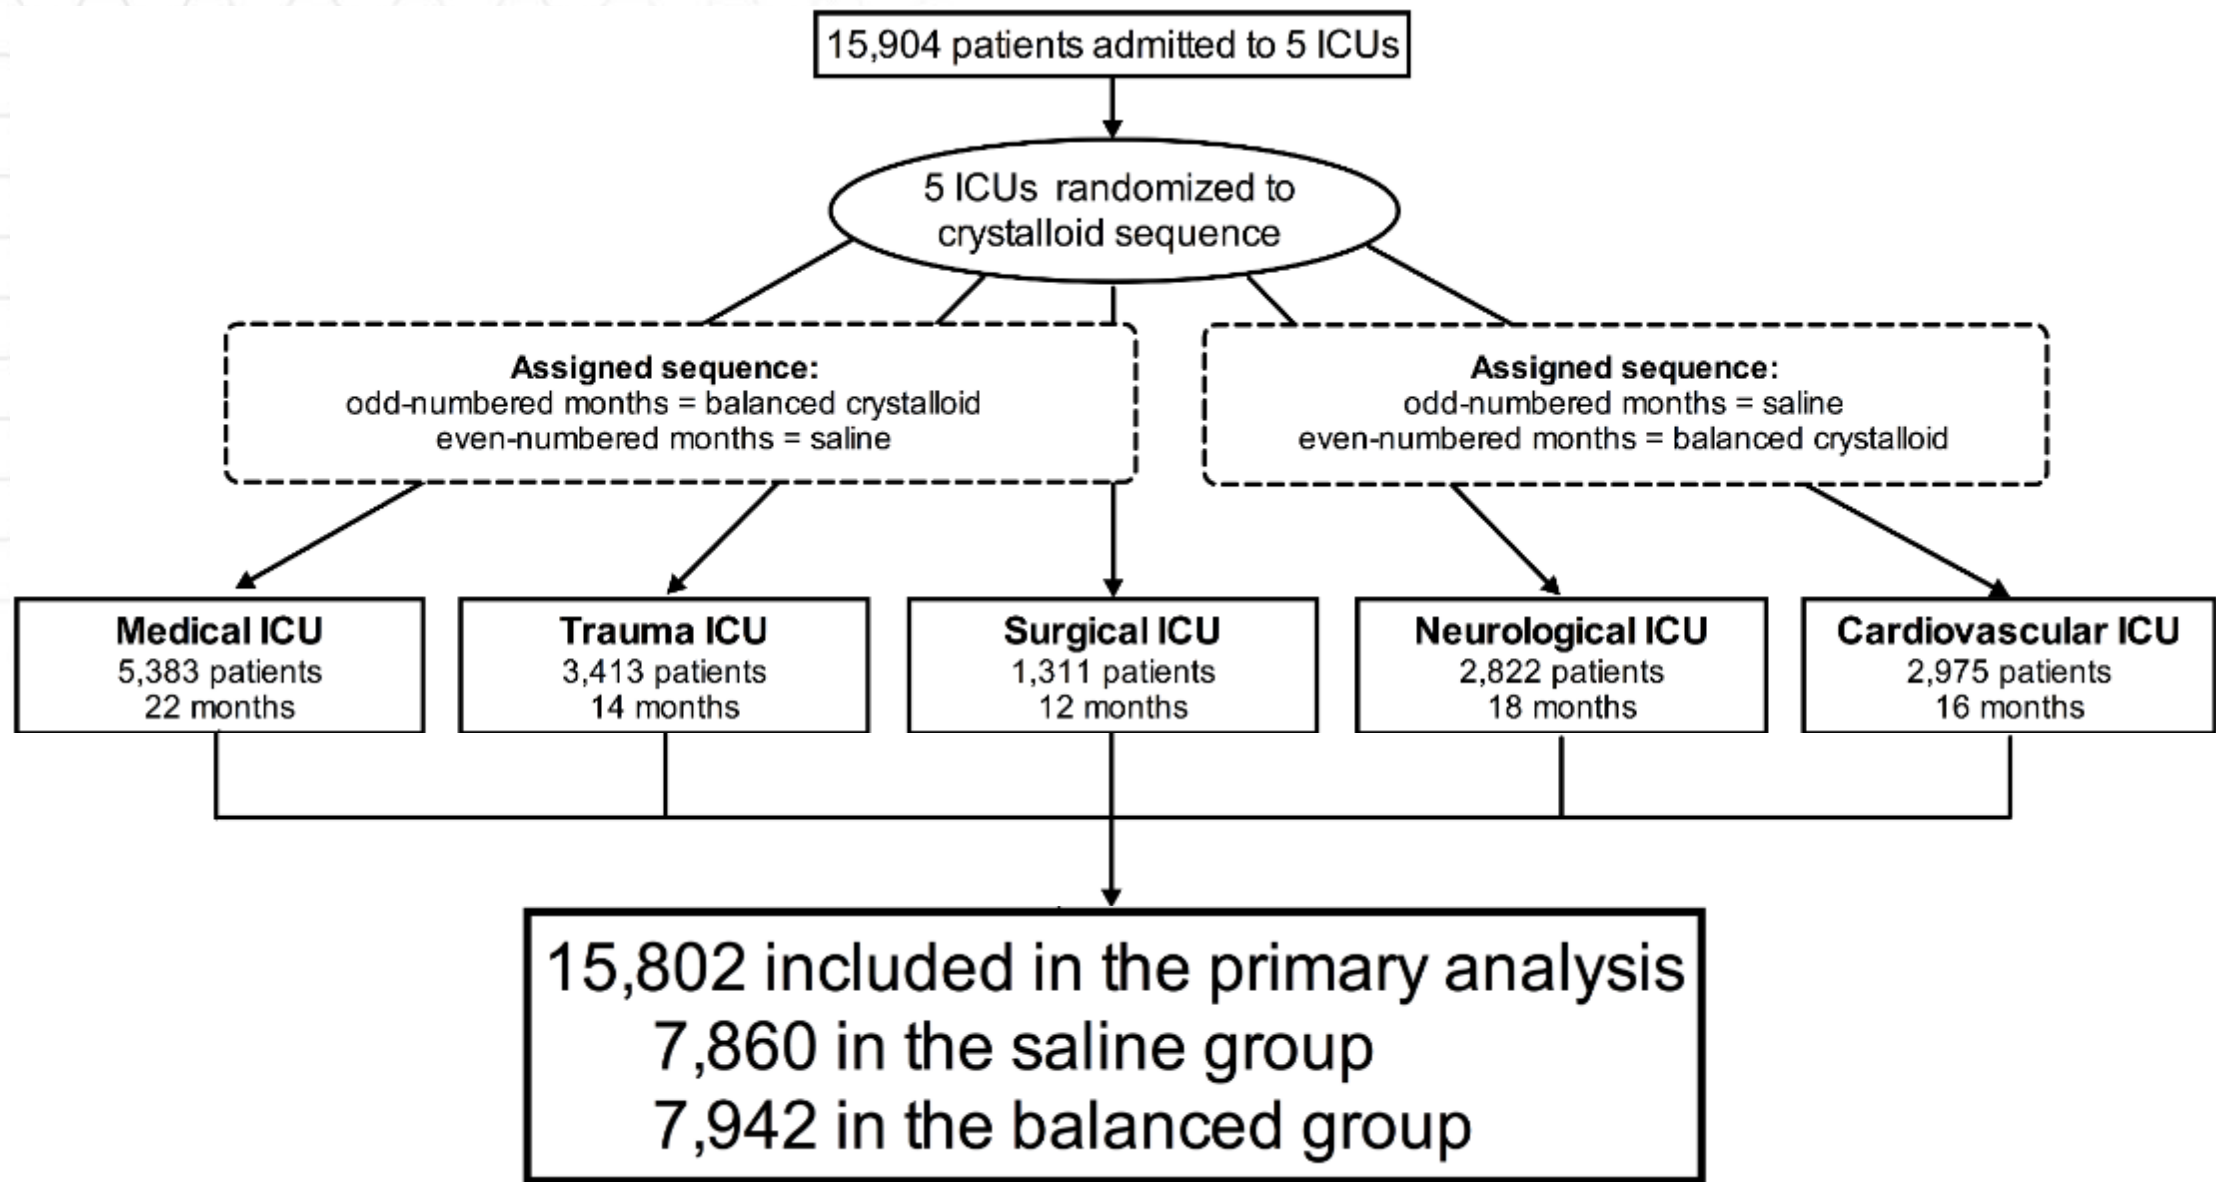 15,904 patients admitted to 5 ICUs
5 ICUs randomized to
crystalloid sequence
Assigned sequence:
odd-numbered months = balanced crystalloid
even-numbered months = saline
Assigned sequence:
odd-numbered months = saline
even-numbered months = balanced crystalloid
Medical ICU
5,383 patients
22 months
Trauma ICU
3,413 patients
14 months
Surgical ICU
1,311 patients
12 months
Neurological ICU
2,822 patients
18 months
Cardiovascular ICU
2,975 patients
16 months
15,802 included in the primary analysis
7,860 in the saline group
7,942 in the balanced group